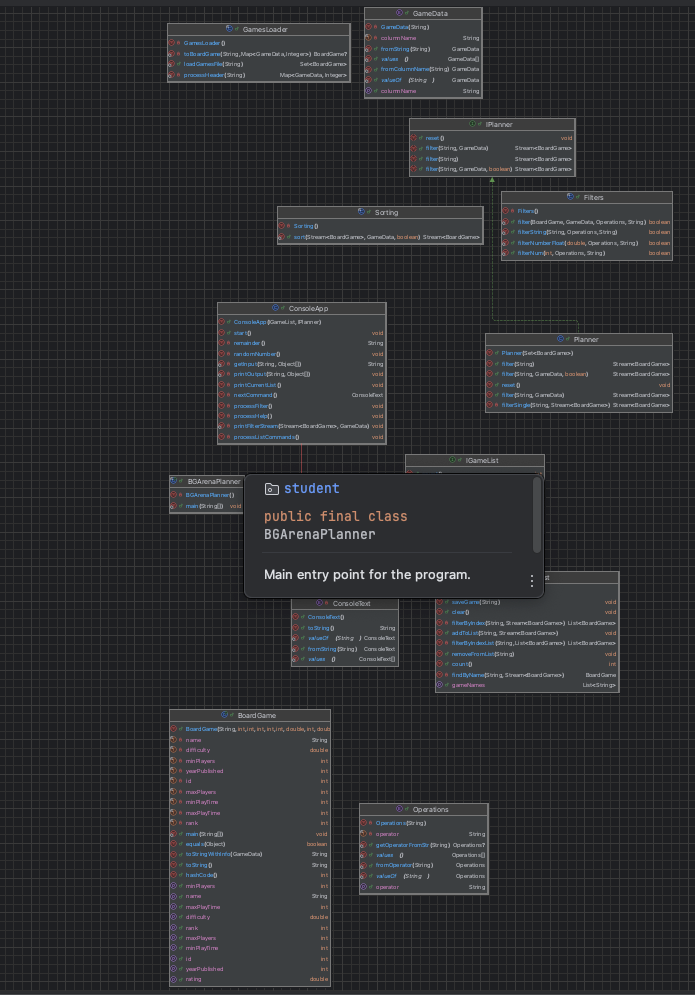 GamesLoader
GamesLoader()
toBoardGame(String, Map<GameData, Integer>) BoardGame?
loadGamesFile(String) Set<BoardGame>
processHeader(String) Map<GameData, Integer>
GameData
GameData(String)
columnName String
fromString(String) GameData
values () GameData[]
fromColumnName(String) GameData
valueOf (String ) GameData
columnName String
IPlanner
reset() void
filter(String, GameData) Stream<BoardGame>
filter(String) Stream<BoardGame>
filter(String, GameData, boolean) Stream<BoardGame>
Sorting
Sorting()
sort(Stream<BoardGame>, GameData, boolean) Stream<BoardGame>
Filters
Filters()
filter(BoardGame, GameData, Operations, String) boolean
filterString(String, Operations, String) boolean
filterNumberFloat(double, Operations, String) boolean
filterNum(int, Operations, String) boolean
ConsoleApp
ConsoleApp(IGameList, IPlanner)
start() void
remainder() String
randomNumber() void
getInput(String, Object[]) String
printOutput(String, Object[]) void
printCurrentList() void
nextCommand() ConsoleText
processFilter() void
processHelp() void
printFilterStream(Stream<BoardGame>, GameData) void
processListCommands() void
Planner
Planner(Set<BoardGame>)
filter(String) Stream<BoardGame>
filter(String, GameData, boolean) Stream<BoardGame>
reset() void
filter(String, GameData) Stream<BoardGame>
filterSingle(String, Stream<BoardGame>) Stream<BoardGame>
IGameList
BGArenaPlanner
BGArenaPlanner()
main(String[]) void
student
public final class
BGArenaPlanner
Main entry point for the program.
st
saveGame(String) void
clear() void
filterByIndex(String, Stream<BoardGame>) List<BoardGame>
addToList(String, Stream<BoardGame>) void
filterByIndexList(String, List<BoardGame>) List<BoardGame>
removeFromList(String) void
count() int
findByName(String, Stream<BoardGame>) BoardGame
gameNames List<String>
ConsoleText
ConsoleText()
toString() String
valueOf (String ) ConsoleText
fromString(String) ConsoleText
values () ConsoleText[]
BoardGame
BoardGame(String, int, int, int, int, int, double, int, doub
name String
difficulty double
minPlayers int
yearPublished int
id int
maxPlayers int
minPlayTime int
maxPlayTime int
rank int
main(String[]) void
equals(Object) boolean
toStringWithInfo(GameData) String
toString() String
hashCode() int
minPlayers int
name String
maxPlayTime int
difficulty double
rank int
maxPlayers int
minPlayTime int
id int
yearPublished int
rating double
Operations
Operations(String)
operator String
getOperatorFromStr(String) Operations?
values () Operations[]
fromOperator(String) Operations
valueOf (String ) Operations
operator String